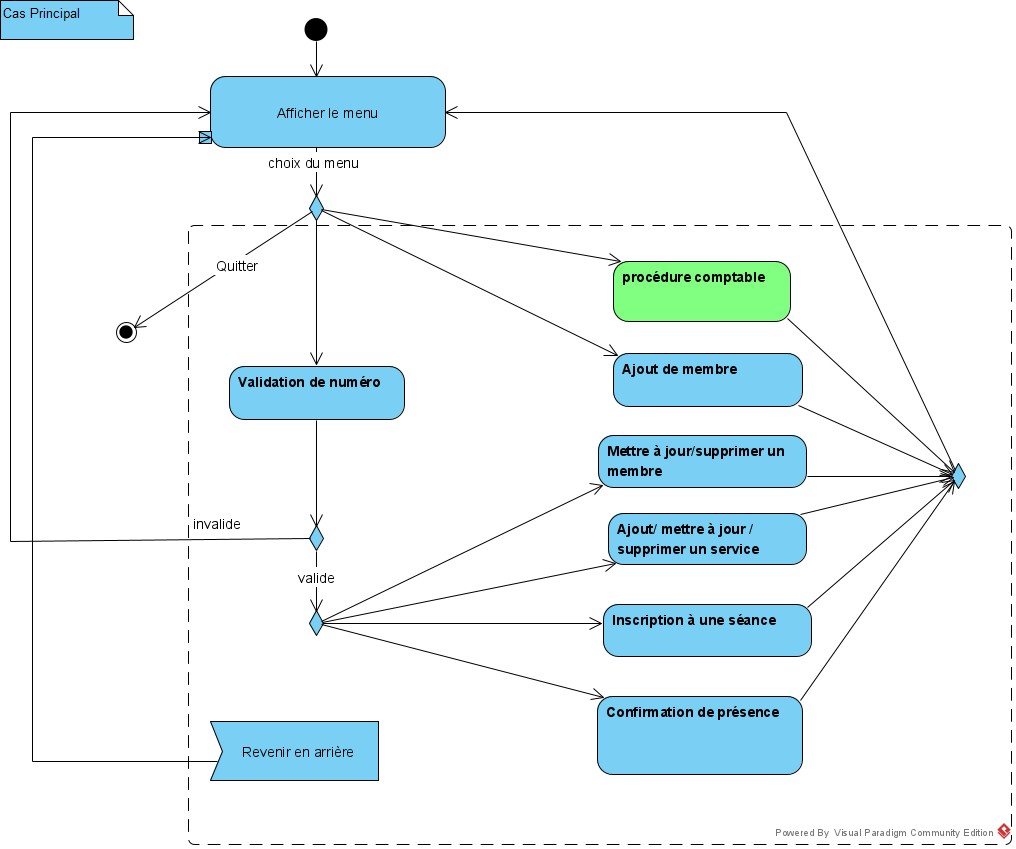 Cas Principal
Afficher le menu
choix du menu
Quitter
procédure comptable
Ajout de membre
Validation de numéro
Mettre à jour/supprimer un
membre
invalide
Ajout/ mettre à jour /
supprimer un service
valide
Inscription à une séance
Confirmation de présence
Revenir en arrière
Powered By Visual Paradigm Community Edition